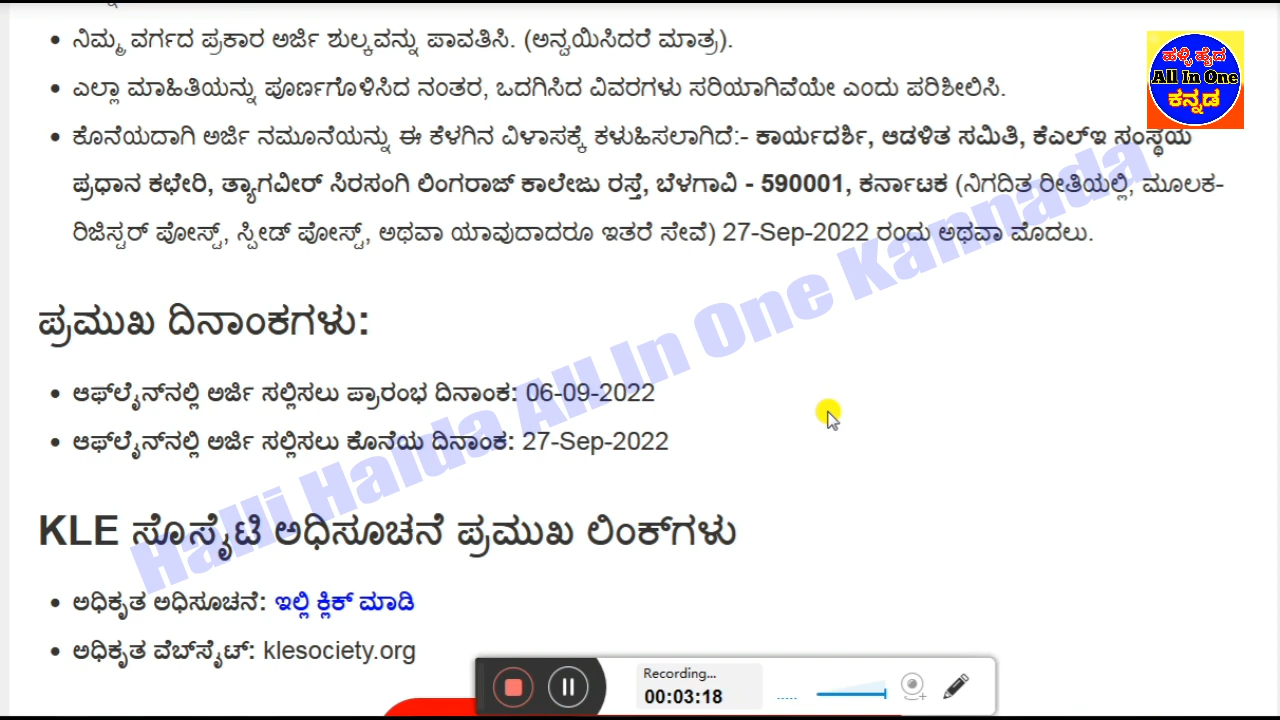 ನಿಮ್ಮ ವರ್ಗದ ಪ್ರಕಾರ ಅರ್ಜಿ ಶುಲ್ಕವನ್ನು ಪಾವತಿಸಿ. (ಅನ್ವಯಿಸಿದರೆ ಮಾತ್ರ).
ಹಳ್ಳಿ ಹೈದ
All In One
ಕನ್ನಡ
ಎಲ್ಲಾ ಮಾಹಿತಿಯನ್ನು ಪೂರ್ಣಗೊಳಿಸಿದ ನಂತರ, ಒದಗಿಸಿದ ವಿವರಗಳು ಸರಿಯಾಗಿವೆಯೇ ಎಂದು ಪರಿಶೀಲಿಸಿ.
ಕೊನೆಯದಾಗಿ ಅರ್ಜಿ ನಮೂನೆಯನ್ನು ಈ ಕೆಳಗಿನ ವಿಳಾಸಕ್ಕೆ ಕಳುಹಿಸಲಾಗಿದೆ:- ಕಾರ್ಯದರ್ಶಿ, ಆಡಳಿತ ಸಮಿತಿ, ಕೆಎಲ್ಇ ಸಂಸ್ಥೆಯ
ಪ್ರಧಾನ ಕಛೇರಿ, ತ್ಯಾಗವೀರ್ ಸಿರಸಂಗಿ ಲಿಂಗರಾಜ್ ಕಾಲೇಜು ರಸ್ತೆ, ಬೆಳಗಾವಿ - 590001, ಕರ್ನಾಟಕ (ನಿಗದಿತ ರೀತಿಯಲ್ಲಿ, ಮೂಲಕ-
ರಿಜಿಸ್ಟರ್ ಪೋಸ್ಟ್, ಸ್ಪೀಡ್ ಪೋಸ್ಟ್, ಅಥವಾ ಯಾವುದಾದರೂ ಇತರೆ ಸೇವೆ) 27-Sep-2022 ರಂದು ಅಥವಾ ಮೊದಲು.
Halli Haida All In One Kannada
ಪ್ರಮುಖ ದಿನಾಂಕಗಳು:
ಆಫ್‌ಲೈನ್‌ನಲ್ಲಿ ಅರ್ಜಿ ಸಲ್ಲಿಸಲು ಪ್ರಾರಂಭ ದಿನಾಂಕ: 06-09-2022
ಆಫ್‌ಲೈನ್‌ನಲ್ಲಿ ಅರ್ಜಿ ಸಲ್ಲಿಸಲು ಕೊನೆಯ ದಿನಾಂಕ: 27-Sep-2022
KLE ಸೊಸೈಟಿ ಅಧಿಸೂಚನೆ ಪ್ರಮುಖ ಲಿಂಕ್‌ಗಳು
ಅಧಿಕೃತ ಅಧಿಸೂಚನೆ: ಇಲ್ಲಿ ಕ್ಲಿಕ್ ಮಾಡಿ
ಅಧಿಕೃತ ವೆಬ್‌ಸೈಟ್: klesociety.org
Recording...
00:03:18